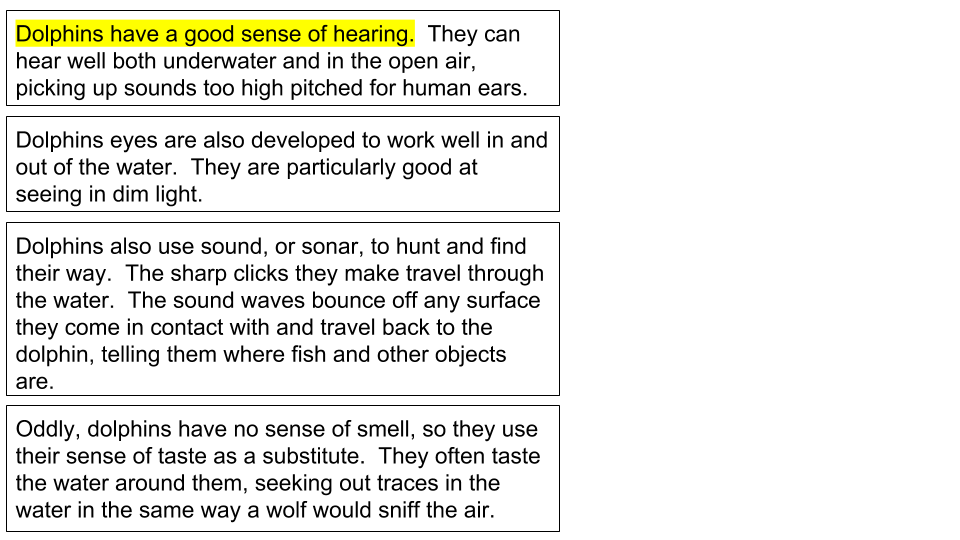 Dolphins have a good sense of hearing.  They can
hear well both underwater and in the open air,
picking up sounds too high pitched for human ears.
Dolphins eyes are also developed to work well in and
out of the water.  They are particularly good at
seeing in dim light.
Dolphins also use sound, or sonar, to hunt and find
their way.  The sharp clicks they make travel through
the water.  The sound waves bounce off any surface
they come in contact with and travel back to the
dolphin, telling them where fish and other objects
are.
Oddly, dolphins have no sense of smell, so they use
their sense of taste as a substitute.  They often taste
the water around them, seeking out traces in the
water in the same way a wolf would sniff the air.